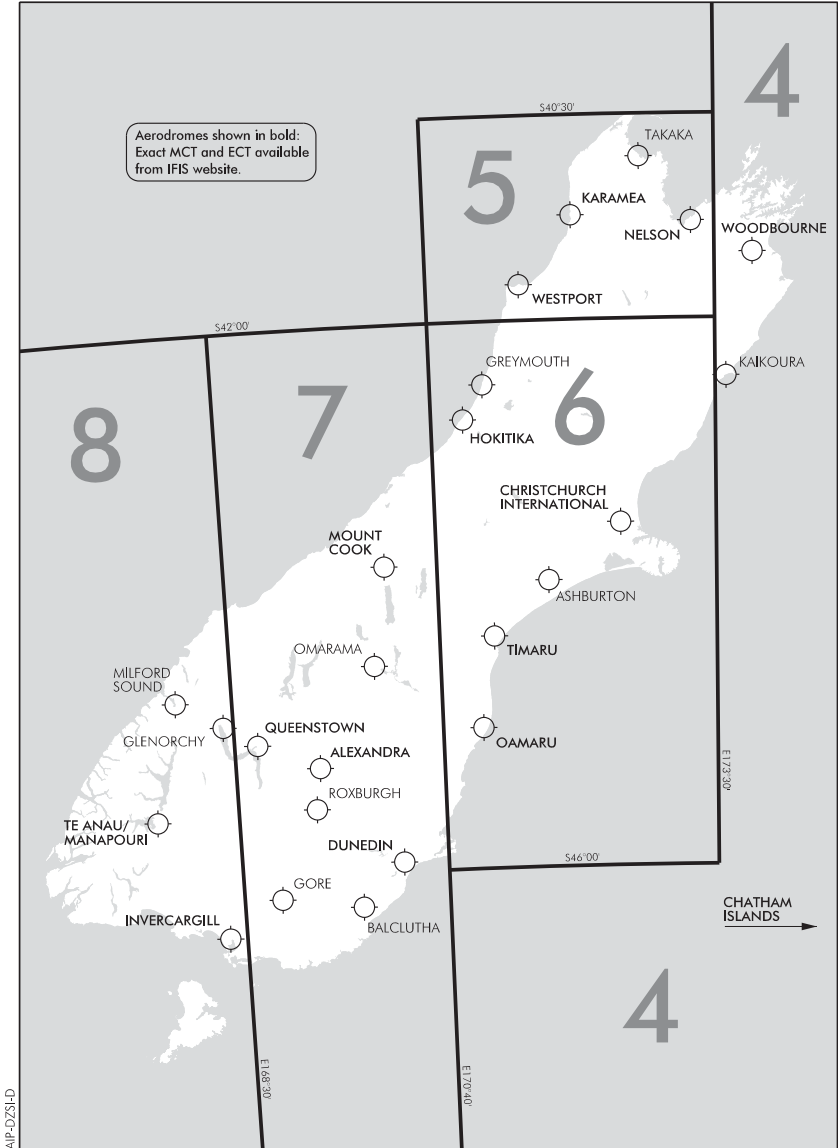 4
S40°30'
Aerodromes shown in bold:
Exact MCT and ECT available
from IFIS website.
TAKAKA
5
KARAMEA
NELSON
WOODBOURNE
WESTPORT
S42°00'
GREYMOUTH
KAIKOURA
7
6
8
HOKITIKA
CHRISTCHURCH
INTERNATIONAL
MOUNT
COOK
ASHBURTON
TIMARU
OMARAMA
MILFORD
SOUND
GLENORCHY
QUEENSTOWN
OAMARU
ALEXANDRA
E173°30'
ROXBURGH
TE ANAU/
MANAPOURI
DUNEDIN
S46°00'
GORE
CHATHAM
ISLANDS
INVERCARGILL
BALCLUTHA
4
E168°30'
E170°40'
AIP-DZSI-D